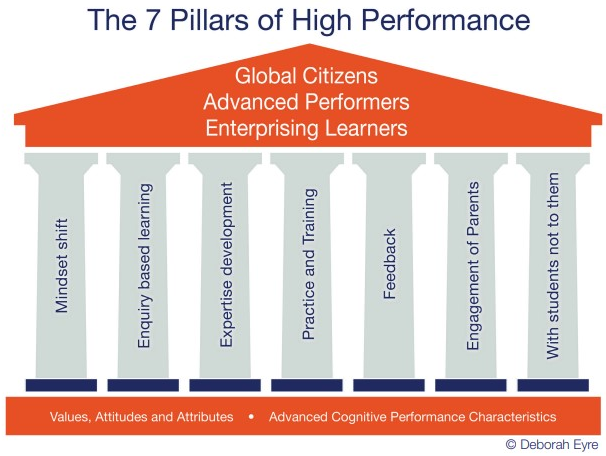 The 7 Pillars of High Performance
Global Citizens
Advanced Performers
Enterprising Learners
Mindset shift
Enquiry based learning
Expertise development
Practice and Training
Feedback
Engagement of Parents
With students not to them
Values, Attitudes and Attributes • Advanced Cognitive Performance Characteristics
© Deborah Eyre